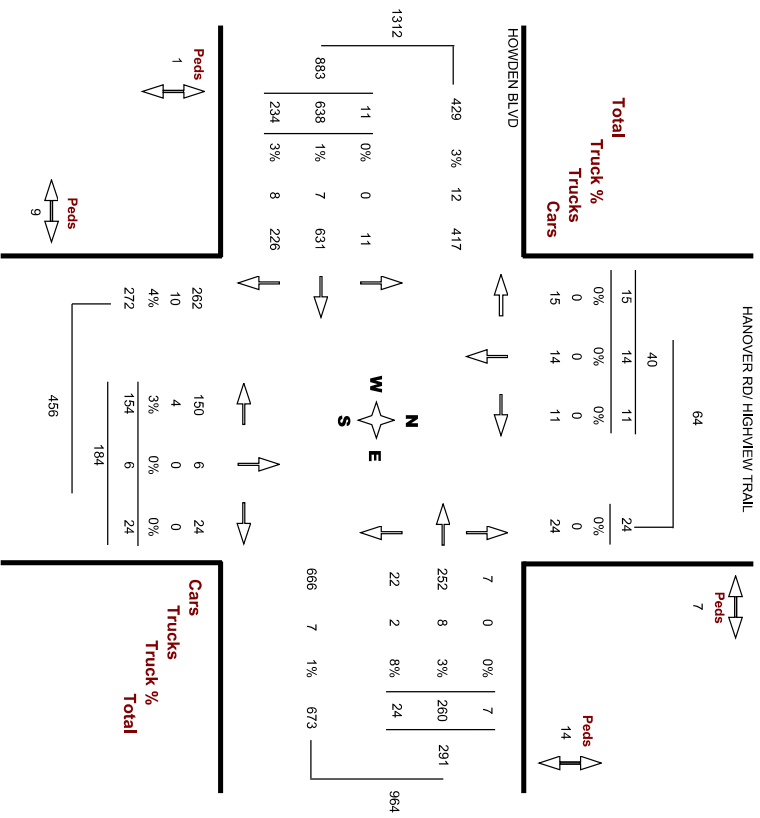 HANOVER RD/ HIGHVIEW TRAIL
Peds
64 7
40
Total 15 14 11 24
Truck % 0% 0% 0% 0% Peds
Trucks 0 0 0 0 14
Cars 15 14 11 24
HOWDEN BLVD
7 0 0% 7
429 3% 12 417
252 8 3% 260 291
N
1312 22 2 8% 24 964
W E
11 0% 0 11
S
883 638 1% 7 631
666 7 1% 673
234 3% 8 226
Peds 262 150 6 24 Cars
1 10 4 0 0 Trucks
4% 3% 0% 0% Truck %
272 154 6 24 Total
184
Peds
456
9